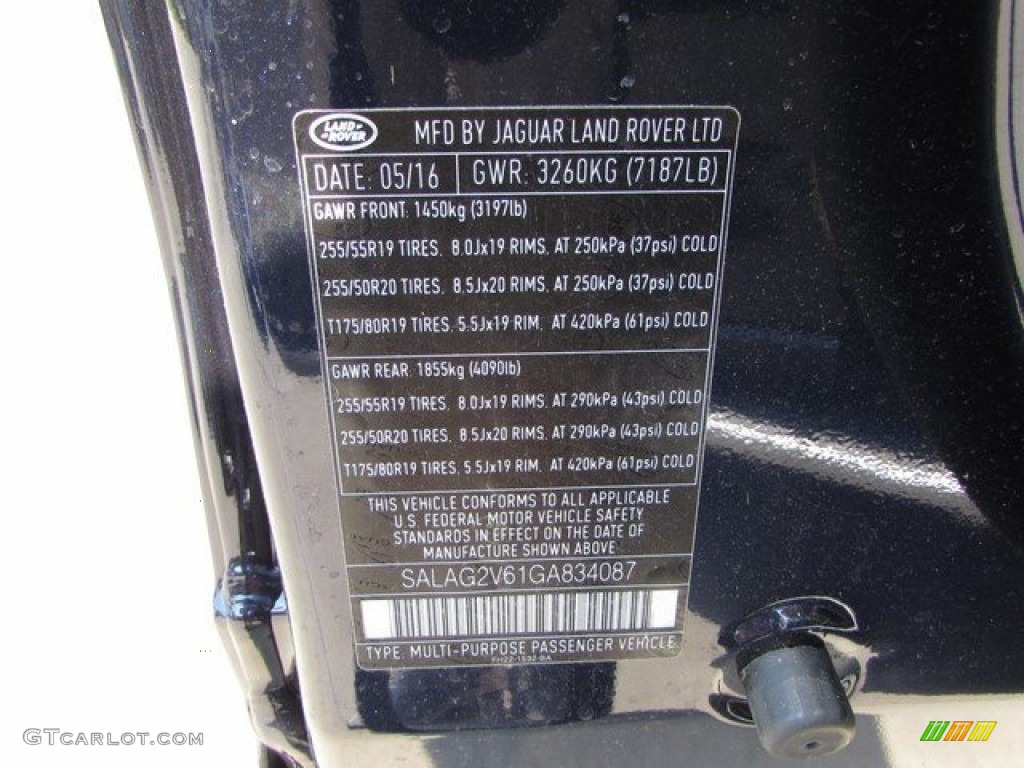 LAND ROVER
MFD BY JAGUAR LAND ROVER LTD
DATE: 05/16 GWR: 3260KG (7187LB)
GAWR FRONT. 1450kg (3197lb)
255/55R19 TIRES. 8.0Jx19 RIMS. AT 250kPa (37psi) COLD
255/50R20 TIRES. 8.5Jx20 RIMS. AT 250kPa (37psi) COLD
T175/80R19 TIRES. 5.5Jx19 RIM. AT 420kPa (61psi) COLD
GAWR REAR. 1855kg (4090lb)
255/55R19 TIRES. 8.0Jx19 RIMS. AT 290kPa (43psi) COLD
255/50R20 TIRES. 8.5Jx20 RIMS. AT 290kPa (43psi) COLD
T175/80R19 TIRES. 5.5Jx19 RIM. AT 420kPa (61psi) COLD
THIS VEHICLE CONFORMS TO ALL APPLICABLE
U.S. FEDERAL MOTOR VEHICLE SAFETY
STANDARDS IN EFFECT ON THE DATE OF
MANUFACTURE SHOWN ABOVE
SALAG2V61GA834087
TYPE: MULTI-PURPOSE PASSENGER VEHICLE
FH22-1532-BA
GTCARLOT.COM